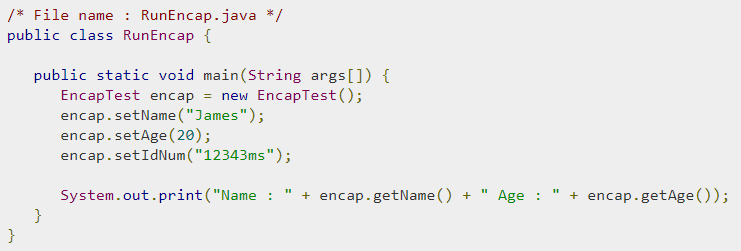 /* File name : RunEncap.java */
public class RunEncap {
   public static void main(String args[]) {
      EncapTest encap = new EncapTest();
      encap.setName("James");
      encap.setAge(20);
      encap.setIdNum("12343ms");
      System.out.print("Name : " + encap.getName() + " Age : " + encap.getAge());
   }
}